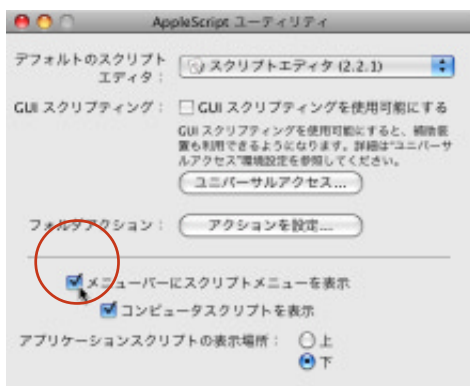 AppleScript ユーティリティ
デフォルトのスクリプト
エディタ：
スクリプトエディタ (2.2.1)
GUI スクリプティング：
GUI スクリプティングを使用可能にする
GUI スクリプティングを使用可能にすると、補助装
置も利用できるようになります。詳細は"ユニバーサ
ルアクセス"環境設定を参照してください。
ユニバーサルアクセス...
フォルダアクション：
アクションを設定...
メニューバーにスクリプトメニューを表示
コンピュータスクリプトを表示
アプリケーションスクリプトの表示場所：
上
下